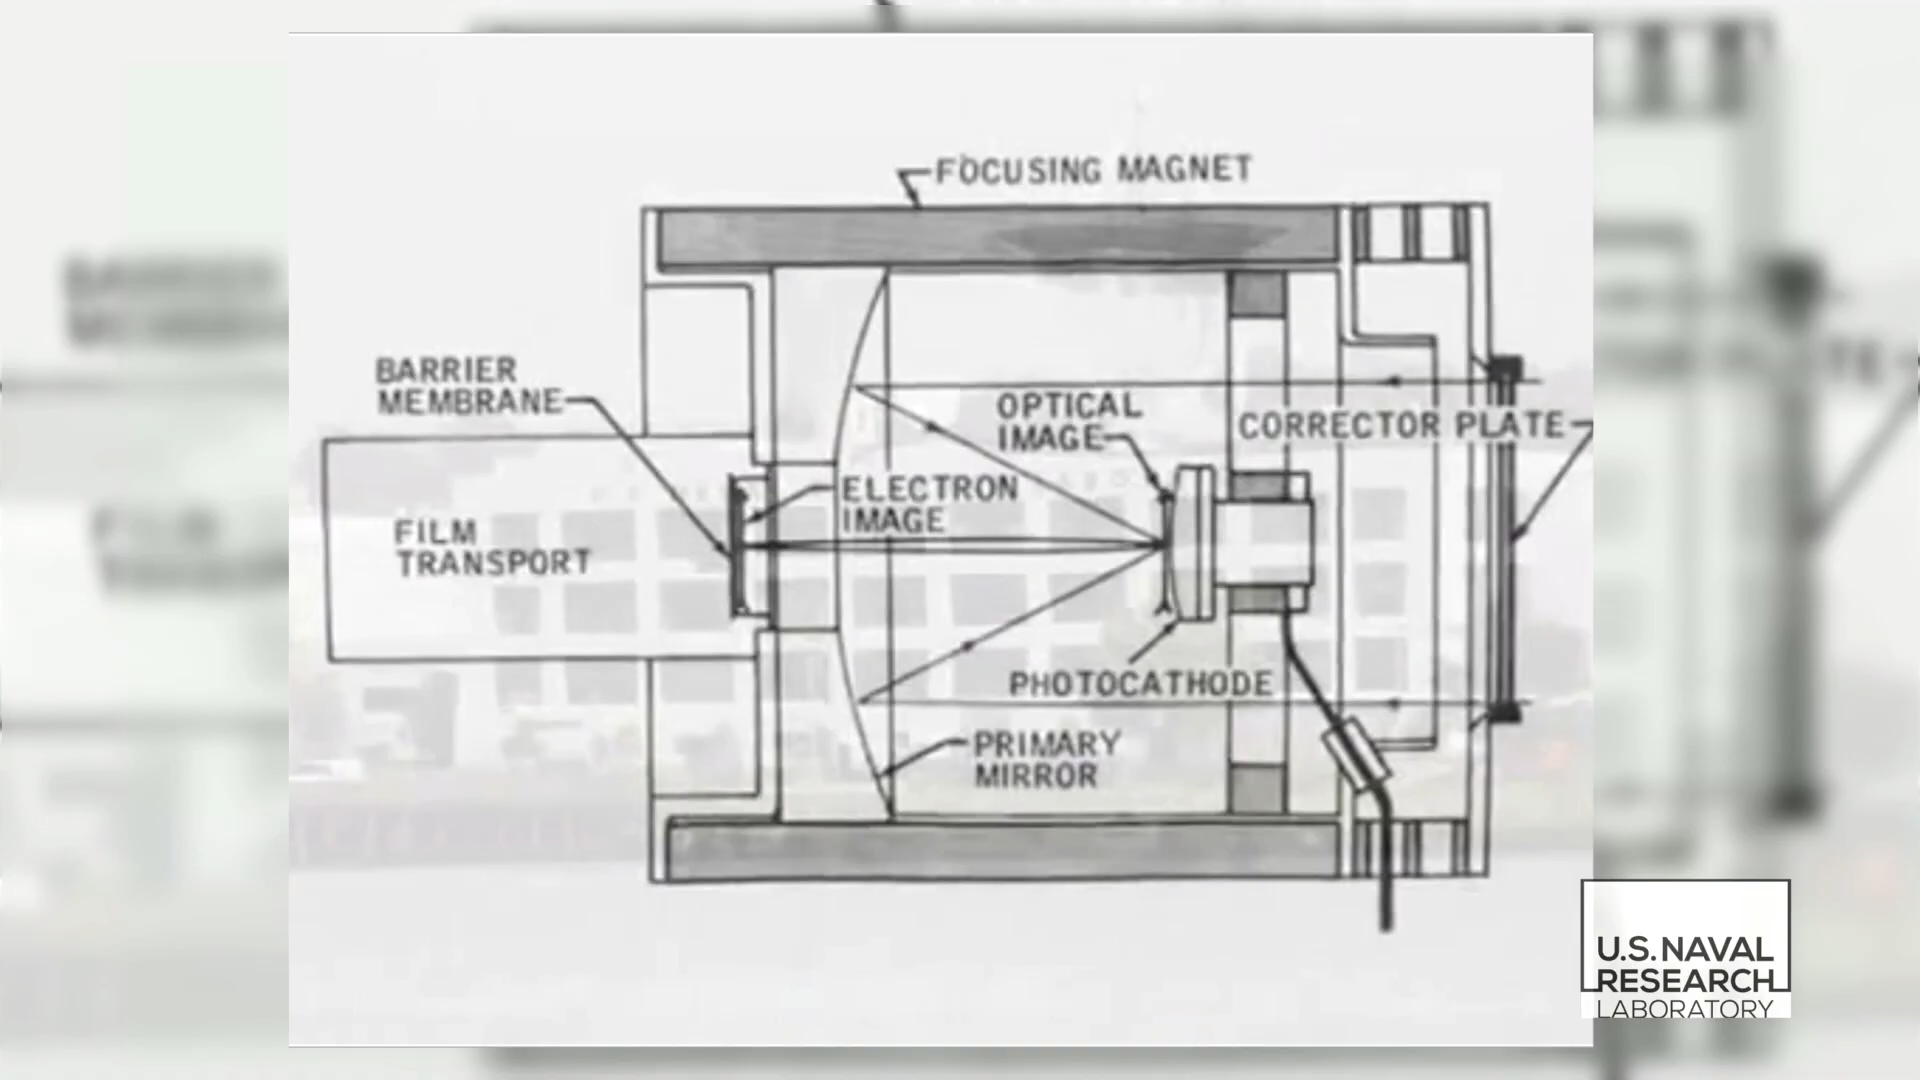 FOCUSING MAGNET
BARRIER
MEMBRANE
OPTICAL
IMAGE
CORRECTOR PLATE
ELECTRON
IMAGE
FILM
TRANSPORT
PHOTOCATHODE
PRIMARY
MIRROR
U.S. NAVAL
RESEARCH
LABORATORY